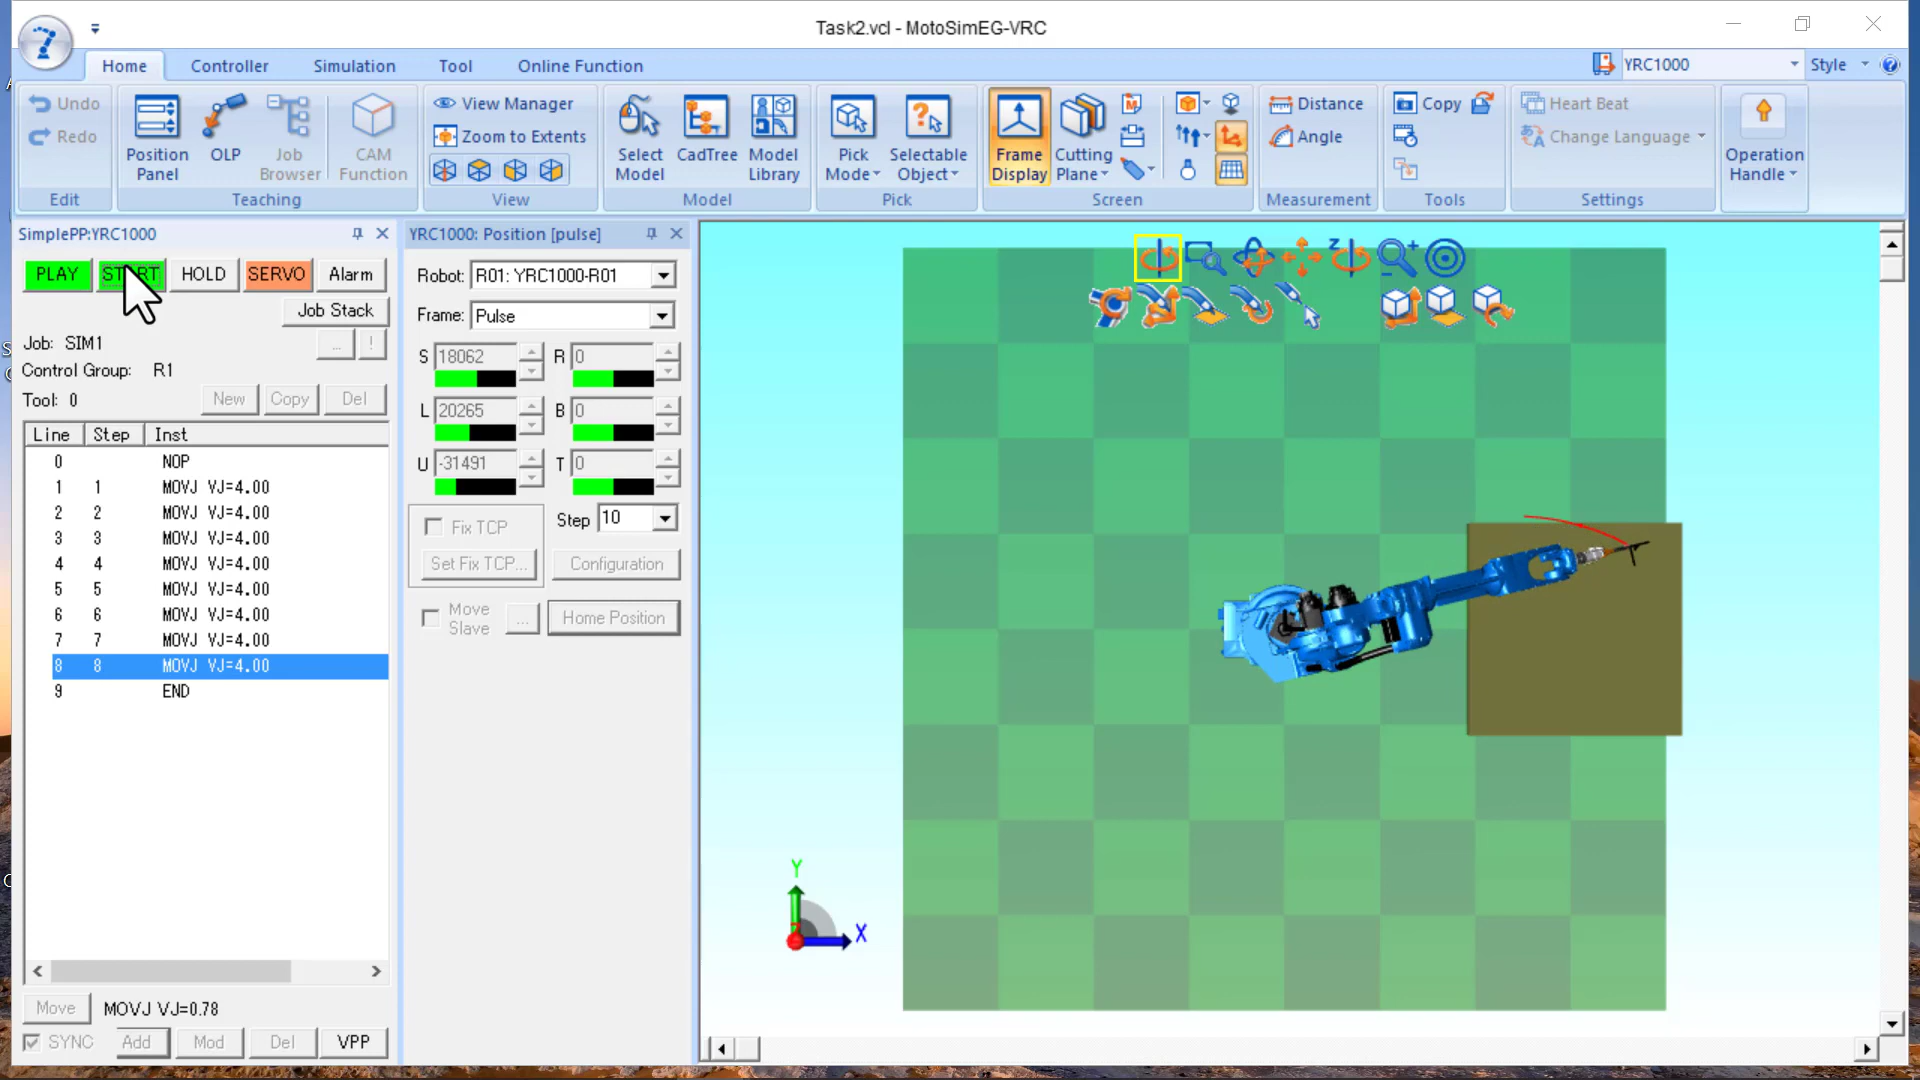 Task2.vcl - MotoSimEG-VRC
Home Controller Simulation Tool Online Function YRC1000 Style
Undo
Redo
Edit
Position Panel
OLP
Job Browser
CAM Function
Teaching
View Manager
Zoom to Extents
View
Select Model
CadTree
Model Library
Model
Pick Mode
Selectable Object
Pick
Frame Display
Cutting Plane
Screen
Distance
Angle
Measurement
Copy
Tools
Heart Beat
Change Language
Settings
Operation Handle
SimplePP:YRC1000
PLAY START HOLD SERVO Alarm
Job Stack
Job: SIM1
... !
Control Group: R1
Tool: 0 New Copy Del
Line Step Inst
0 NOP
1 1 MOVJ VJ=4.00
2 2 MOVJ VJ=4.00
3 3 MOVJ VJ=4.00
4 4 MOVJ VJ=4.00
5 5 MOVJ VJ=4.00
6 6 MOVJ VJ=4.00
7 7 MOVJ VJ=4.00
8 8 MOVJ VJ=4.00
9 END
Move MOVJ VJ=0.78
SYNC Add Mod Del VPP
YRC1000: Position [pulse]
Robot: R01: YRC1000-R01
Frame: Pulse
S 18062 R 0
L 20265 B 0
U -31491 T 0
Fix TCP Step 10
Set Fix TCP... Configuration
Move Slave ... Home Position
Z
Y
X